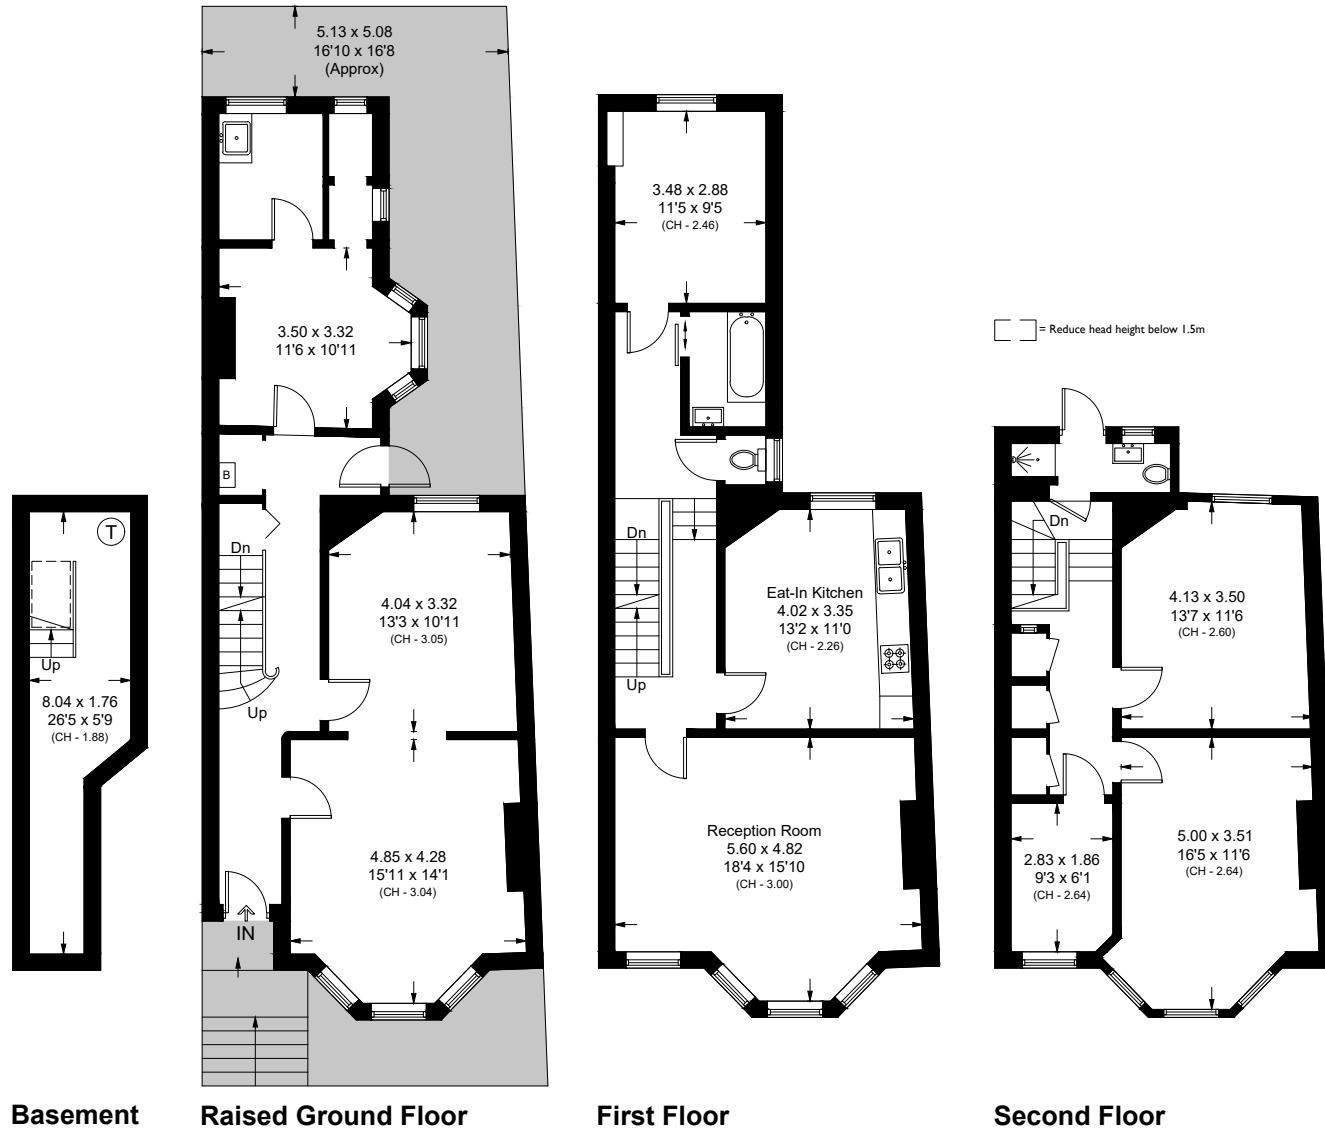 5.13 x 5.08
16'10 x 16'8
(Approx)
3.50 x 3.32
11'6 x 10'11
B
Dn
Up
4.04 x 3.32
13'3 x 10'11
(CH - 3.05)
4.85 x 4.28
15'11 x 14'1
(CH - 3.04)
IN
T
Up
8.04 x 1.76
26'5 x 5'9
(CH - 1.88)
3.48 x 2.88
11'5 x 9'5
(CH - 2.46)
Dn
Up
Eat-In Kitchen
4.02 x 3.35
13'2 x 11'0
(CH - 2.26)
Reception Room
5.60 x 4.82
18'4 x 15'10
(CH - 3.00)
= Reduce head height below 1.5m
Dn
4.13 x 3.50
13'7 x 11'6
(CH - 2.60)
5.00 x 3.51
16'5 x 11'6
(CH - 2.64)
2.83 x 1.86
9'3 x 6'1
(CH - 2.64)
Basement
Raised Ground Floor
First Floor
Second Floor